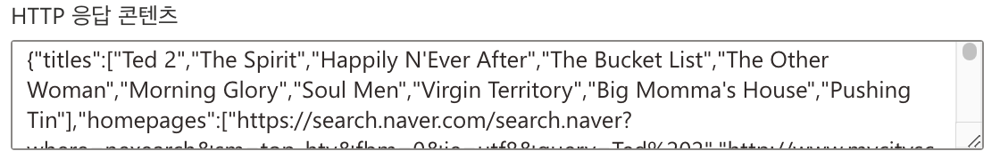 HTTP 응답 콘텐츠
{"titles":["Ted 2","The Spirit","Happily N'Ever After","The Bucket List","The Other
Woman","Morning Glory","Soul Men","Virgin Territory","Big Momma's House","Pushing
Tin"],"homepages":["https://search.naver.com/search.naver?